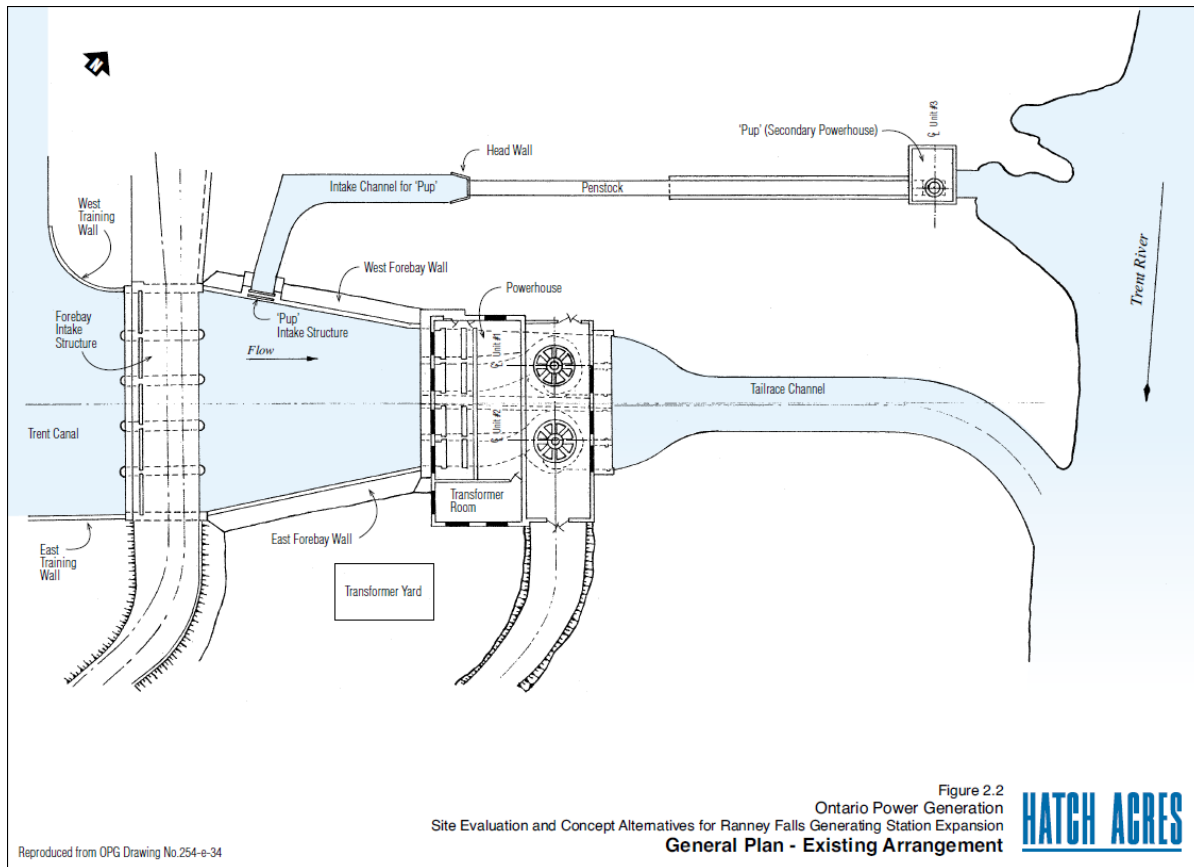 N
℄ Unit #3
'Pup' (Secondary Powerhouse)
Head Wall
Intake Channel for 'Pup'
Penstock
West
Training
Wall
West Forebay Wall
Trent River
Powerhouse
'Pup'
Intake Structure
Forebay
Intake
Structure
Flow
℄ Unit #1
Tailrace Channel
Trent Canal
℄ Unit #2
Transformer
Room
East Forebay Wall
East
Training
Wall
Transformer Yard
Figure 2.2
Ontario Power Generation
Site Evaluation and Concept Alternatives for Ranney Falls Generating Station Expansion
General Plan - Existing Arrangement
HATCH ACRES
Reproduced from OPG Drawing No.254-e-34